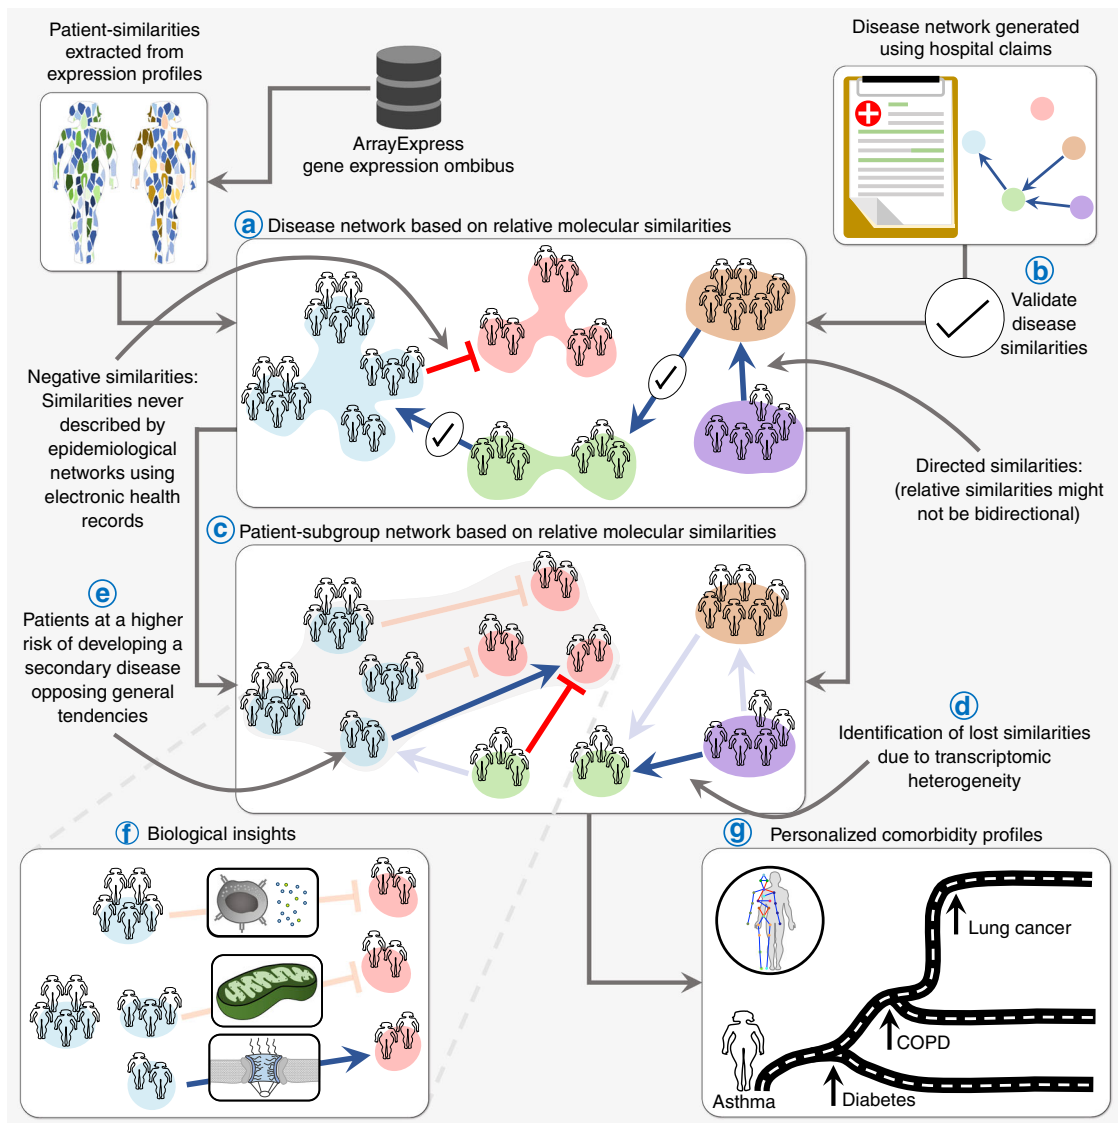 Patient-similarities
extracted from
expression profiles
ArrayExpress
gene expression ombibus
Disease network generated
using hospital claims
a Disease network based on relative molecular similarities
b
Validate
disease
similarities
Negative similarities:
Similarities never
described by
epidemiological
networks using
electronic health
records
Directed similarities:
(relative similarities might
not be bidirectional)
c Patient-subgroup network based on relative molecular similarities
e
Patients at a higher
risk of developing a
secondary disease
opposing general
tendencies
d
Identification of lost similarities
due to transcriptomic
heterogeneity
f Biological insights
g Personalized comorbidity profiles
Lung cancer
COPD
Asthma
Diabetes